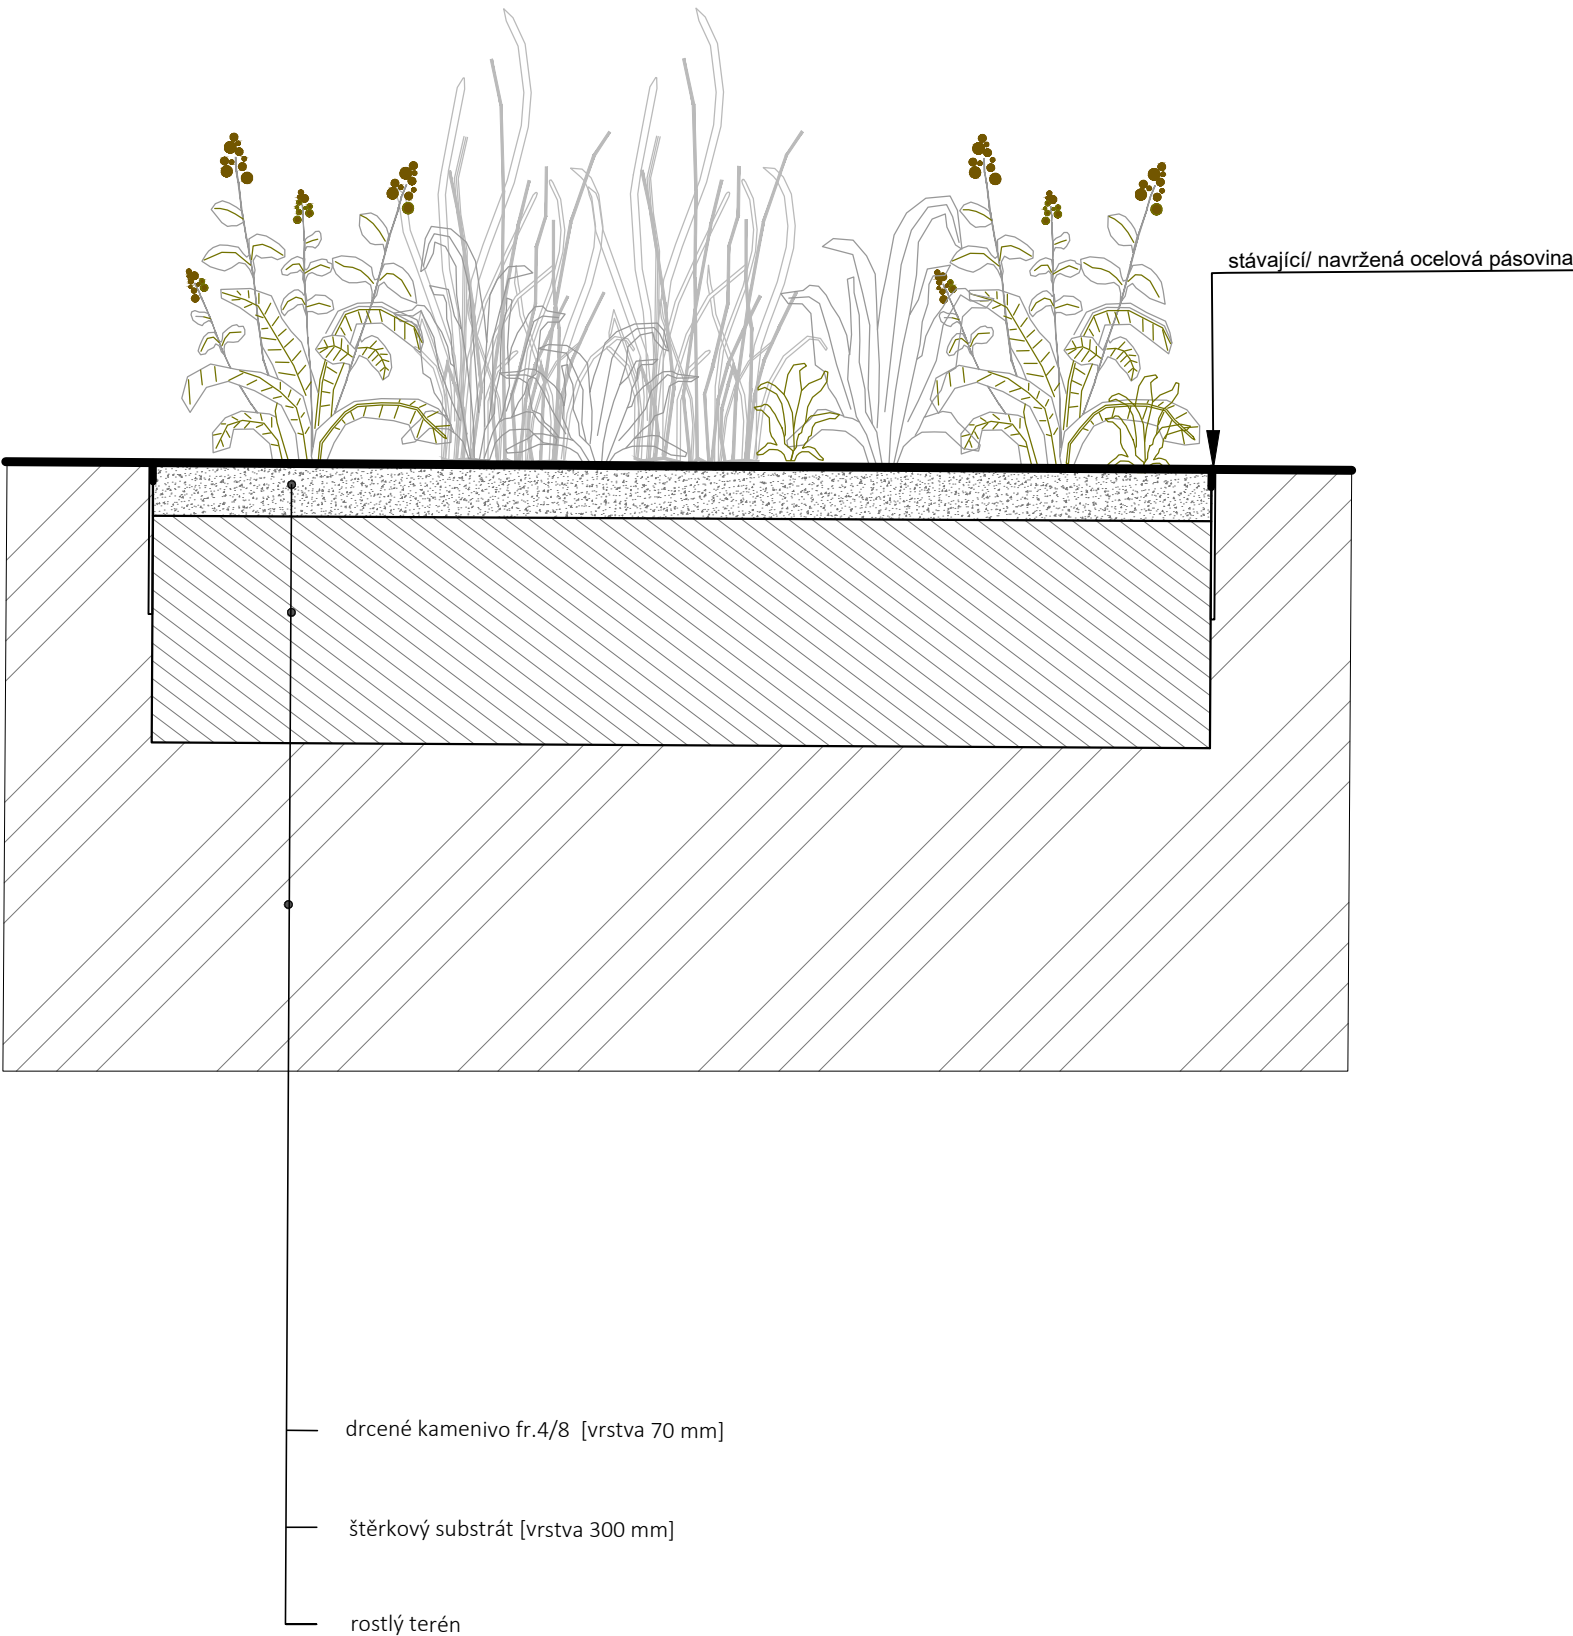 stávající/ navržená ocelová pásovina
drcené kamenivo fr.4/8 [vrstva 70 mm]
štěrkový substrát [vrstva 300 mm]
rostlý terén